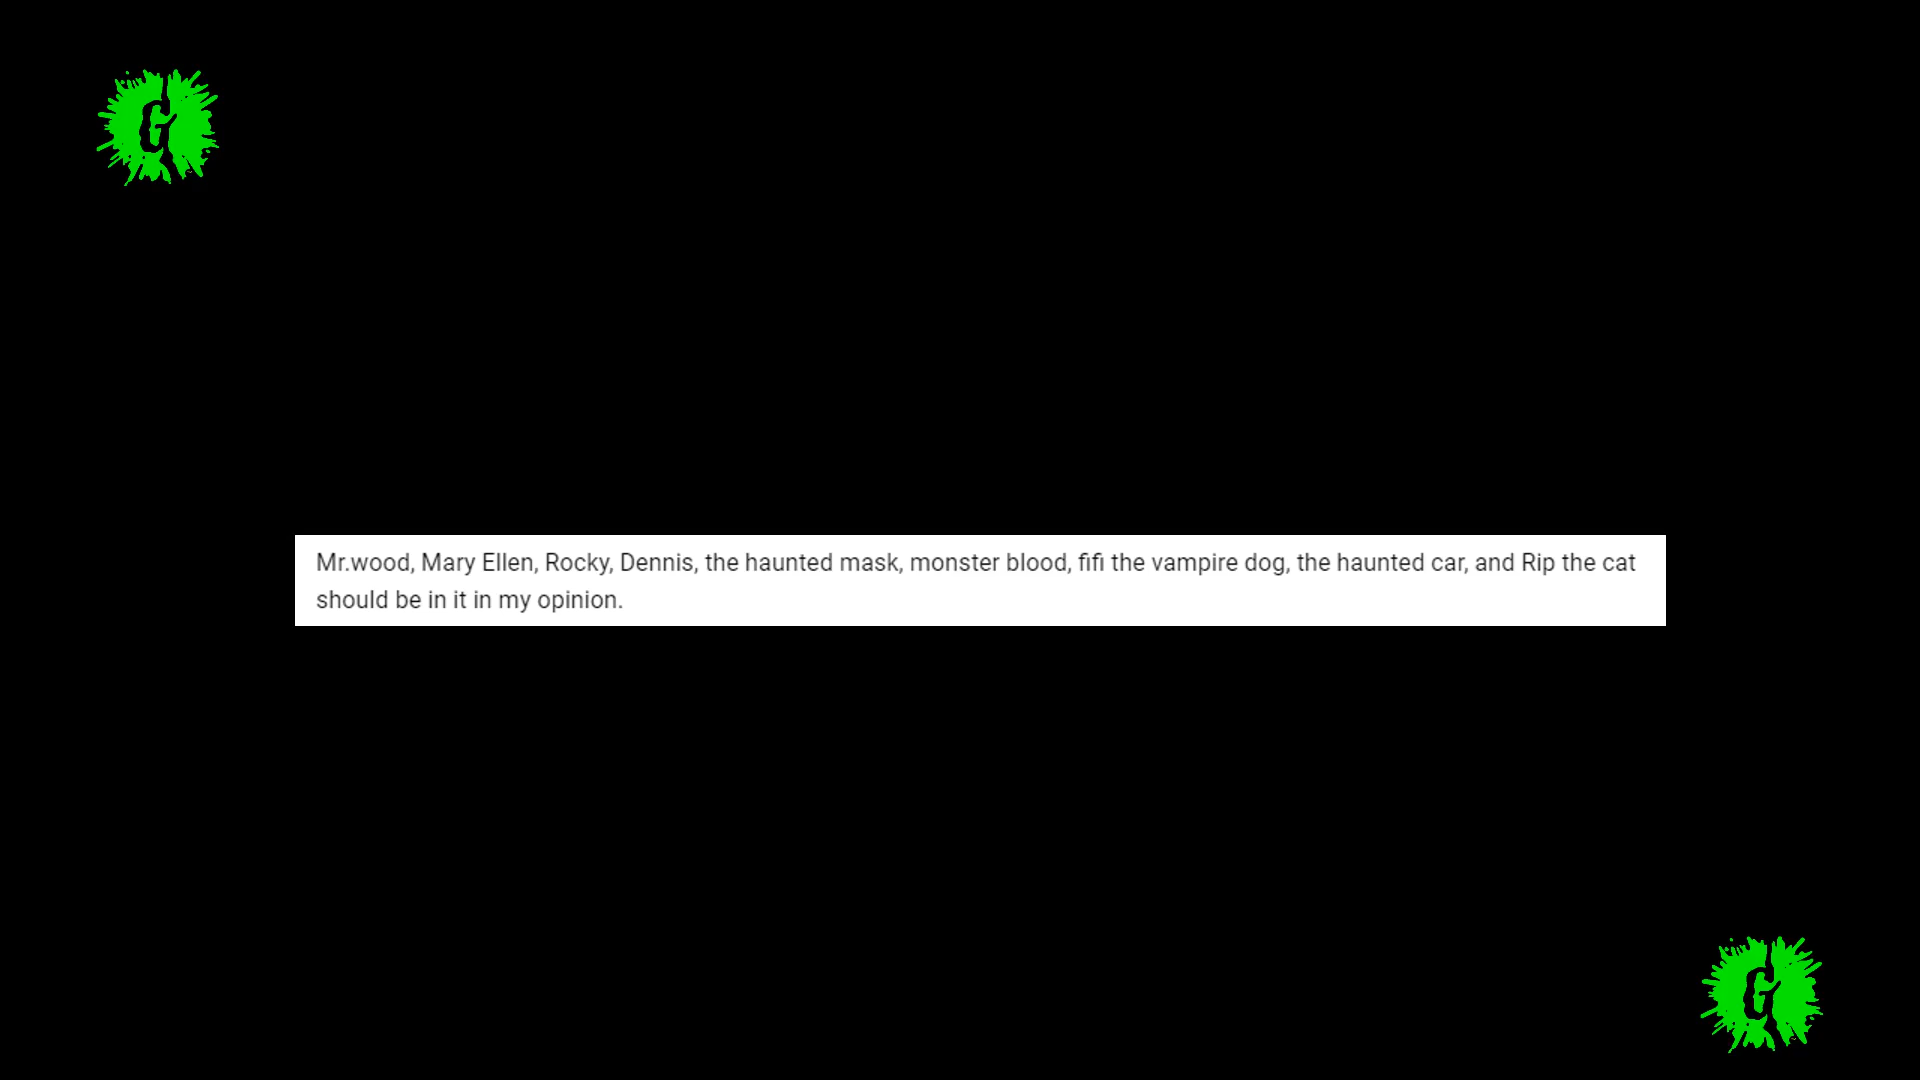 G
Mr.wood, Mary Ellen, Rocky, Dennis, the haunted mask, monster blood, fifi the vampire dog, the haunted car, and Rip the cat
should be in it in my opinion.
G